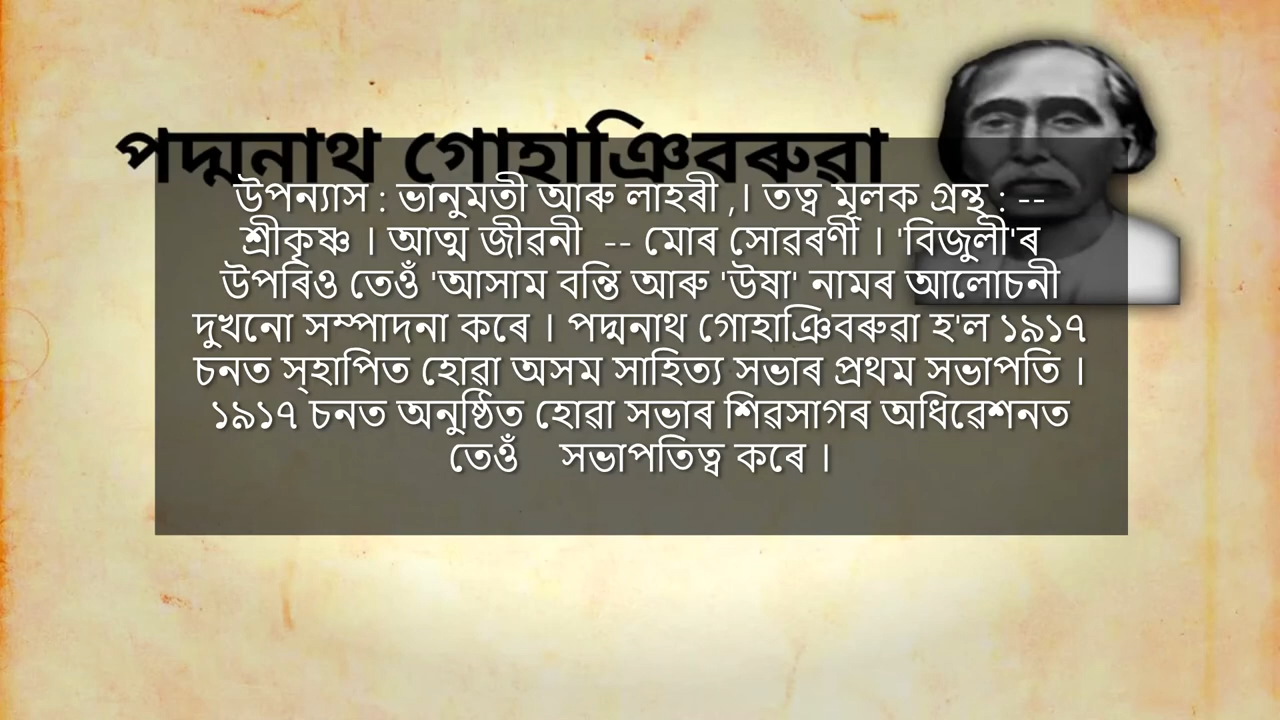 পদ্মনাথ গোহাঞিবৰুৱা
উপন্যাস : ভানুমতী আৰু লাহৰী ,। তত্ব মূলক গ্ৰন্থ : --
শ্ৰীকৃষ্ণ । আত্ম জীৱনী -- মোৰ সোৱৰণী । 'বিজুলী'ৰ
উপৰিও তেওঁ 'আসাম বন্তি আৰু 'উষা' নামৰ আলোচনী
দুখনো সম্পাদনা কৰে । পদ্মনাথ গোহাঞিবৰুৱা হ'ল ১৯১৭
চনত স্হাপিত হোৱা অসম সাহিত্য সভাৰ প্ৰথম সভাপতি ।
১৯১৭ চনত অনুষ্ঠিত হোৱা সভাৰ শিৱসাগৰ অধিৱেশনত
তেওঁ সভাপতিত্ব কৰে ।